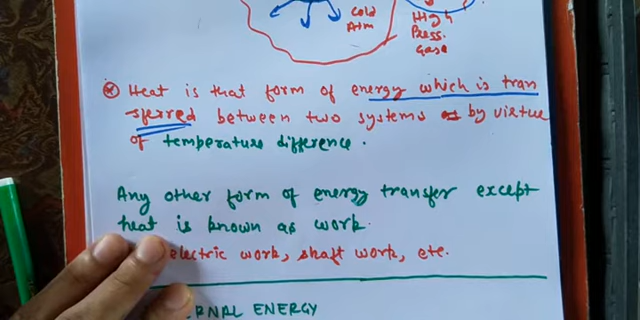 Cold
Atm
High
Press.
Gase
Heat is that form of energy which is tran
sferred between two systems by virtue
of temperature difference.
Any other form of energy transfer except
heat is known as work.
electric work, shaft work, etc.
RNAL ENERGY